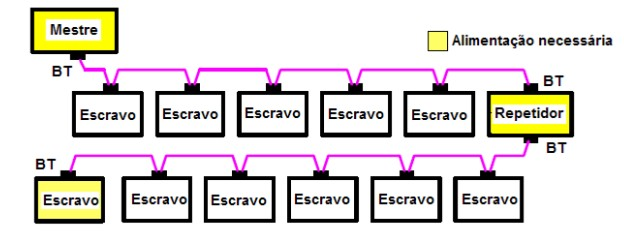 Mestre
Alimentação necessária
BT
BT
Escravo Escravo Escravo Escravo Escravo Repetidor
BT
BT
Escravo Escravo Escravo Escravo Escravo Escravo